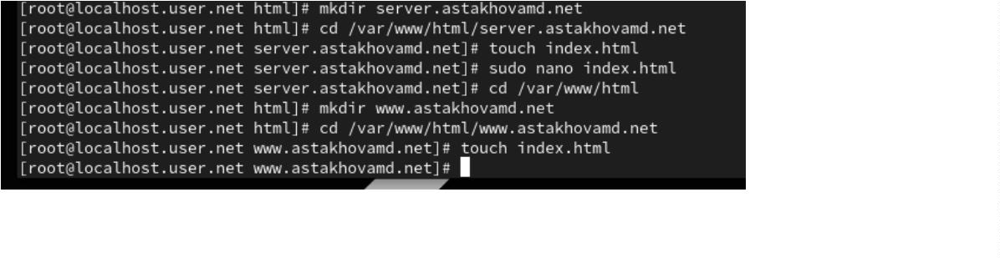 [root@localhost.user.net html]# mkdir server.astakhovamd.net
[root@localhost.user.net html]# cd /var/www/html/server.astakhovamd.net
[root@localhost.user.net server.astakhovamd.net]# touch index.html
[root@localhost.user.net server.astakhovamd.net]# sudo nano index.html
[root@localhost.user.net server.astakhovamd.net]# cd /var/www/html
[root@localhost.user.net html]# mkdir www.astakhovamd.net
[root@localhost.user.net html]# cd /var/www/html/www.astakhovamd.net
[root@localhost.user.net www.astakhovamd.net]# touch index.html
[root@localhost.user.net www.astakhovamd.net]#